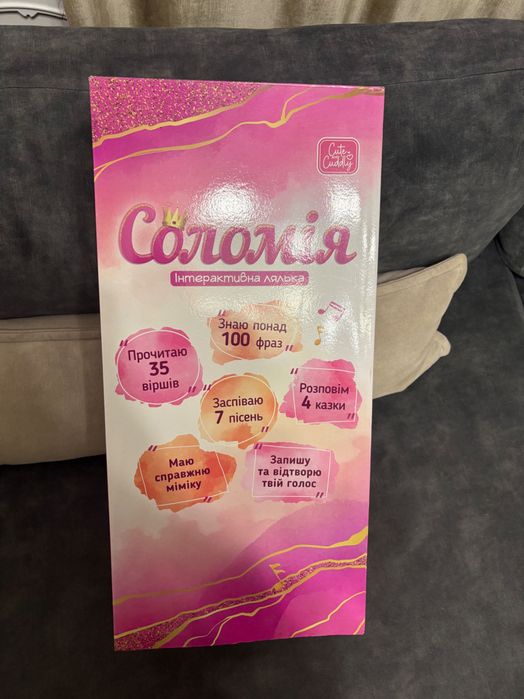 Cute
and
Cuddly
Соломія
Інтерактивна лялька
Знаю понад
100 фраз
Прочитаю
35
віршів
Розповім
4 казки
Заспіваю
7 пісень
Маю
справжню
міміку
Запишу
та відтворю
твій голос